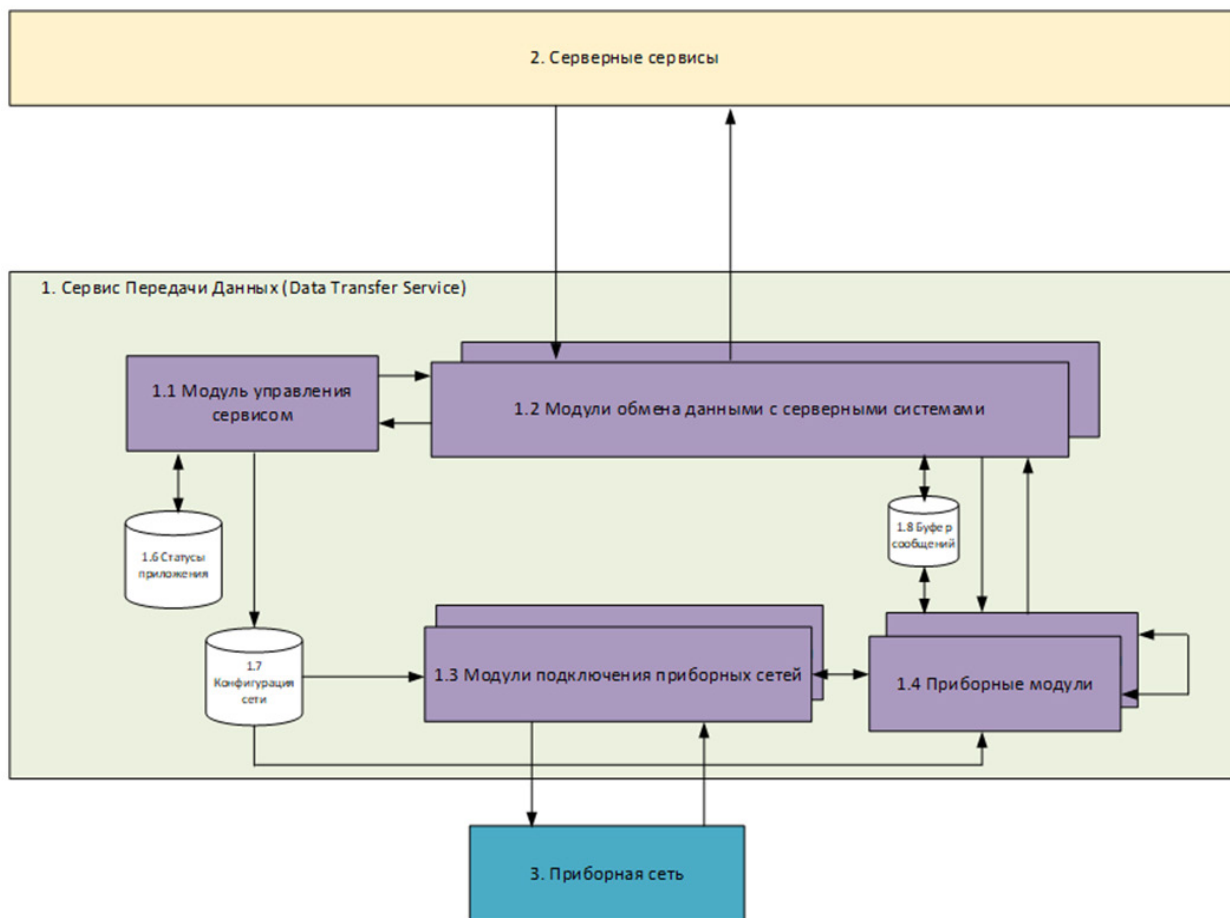 2. Серверные сервисы
1. Сервис Передачи Данных (Data Transfer Service)
1.1 Модуль управления
сервисом
1.2 Модули обмена данными с серверными системами
1.6 Статусы
приложения
1.8 Буфер
сообщений
1.7
Конфигурация
сети
1.3 Модули подключения приборных сетей
1.4 Приборные модули
3. Приборная сеть